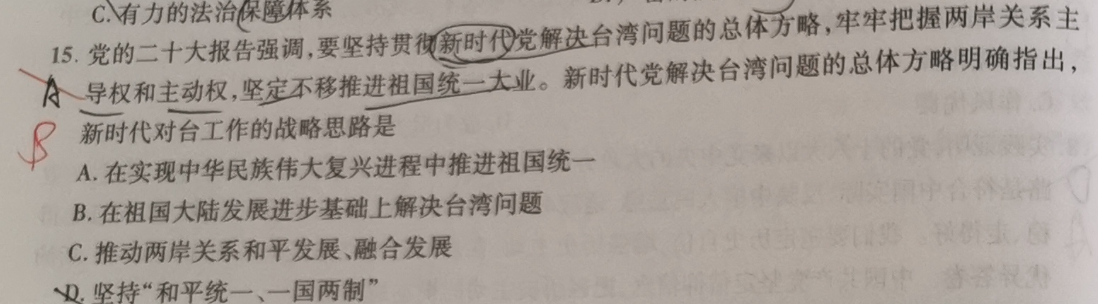 C.有力的法治保障体系
15. 党的二十大报告强调,要坚持贯彻新时代党解决台湾问题的总体方略,牢牢把握两岸关系主
A 导权和主动权,坚定不移推进祖国统一大业。新时代党解决台湾问题的总体方略明确指出,
B 新时代对台工作的战略思路是
A. 在实现中华民族伟大复兴进程中推进祖国统一
B. 在祖国大陆发展进步基础上解决台湾问题
C. 推动两岸关系和平发展、融合发展
D. 坚持“和平统一、一国两制”